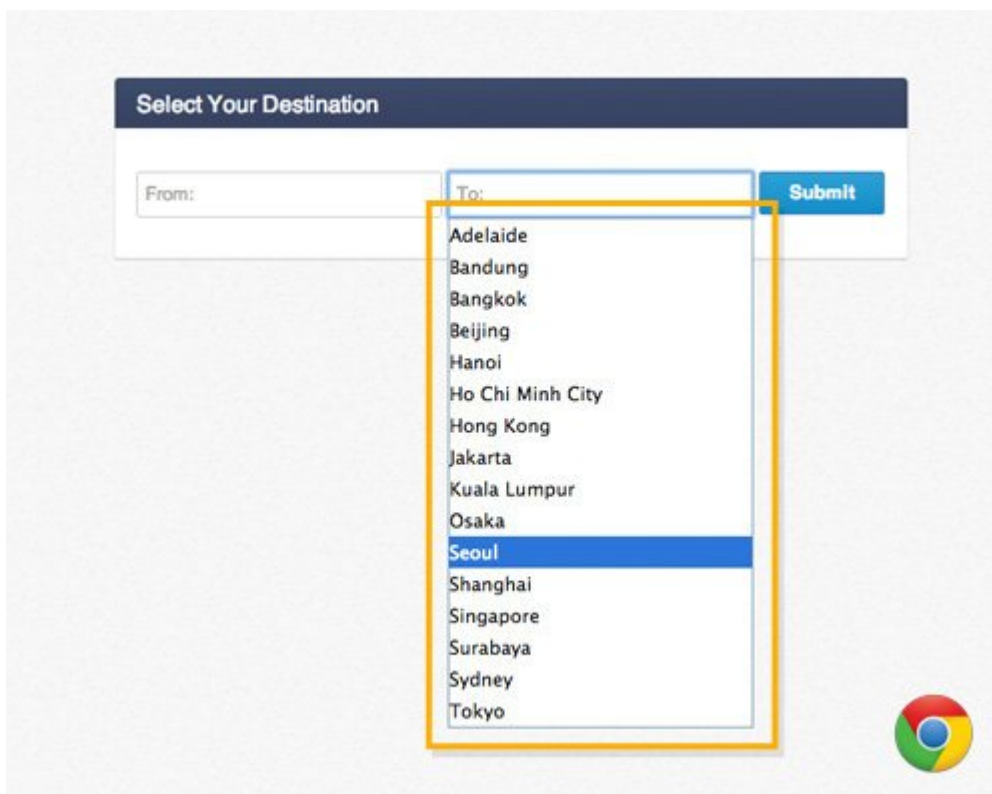 Select Your Destination
From:
To:
Submit
Adelaide
Bandung
Bangkok
Beijing
Hanoi
Ho Chi Minh City
Hong Kong
Jakarta
Kuala Lumpur
Osaka
Seoul
Shanghai
Singapore
Surabaya
Sydney
Tokyo